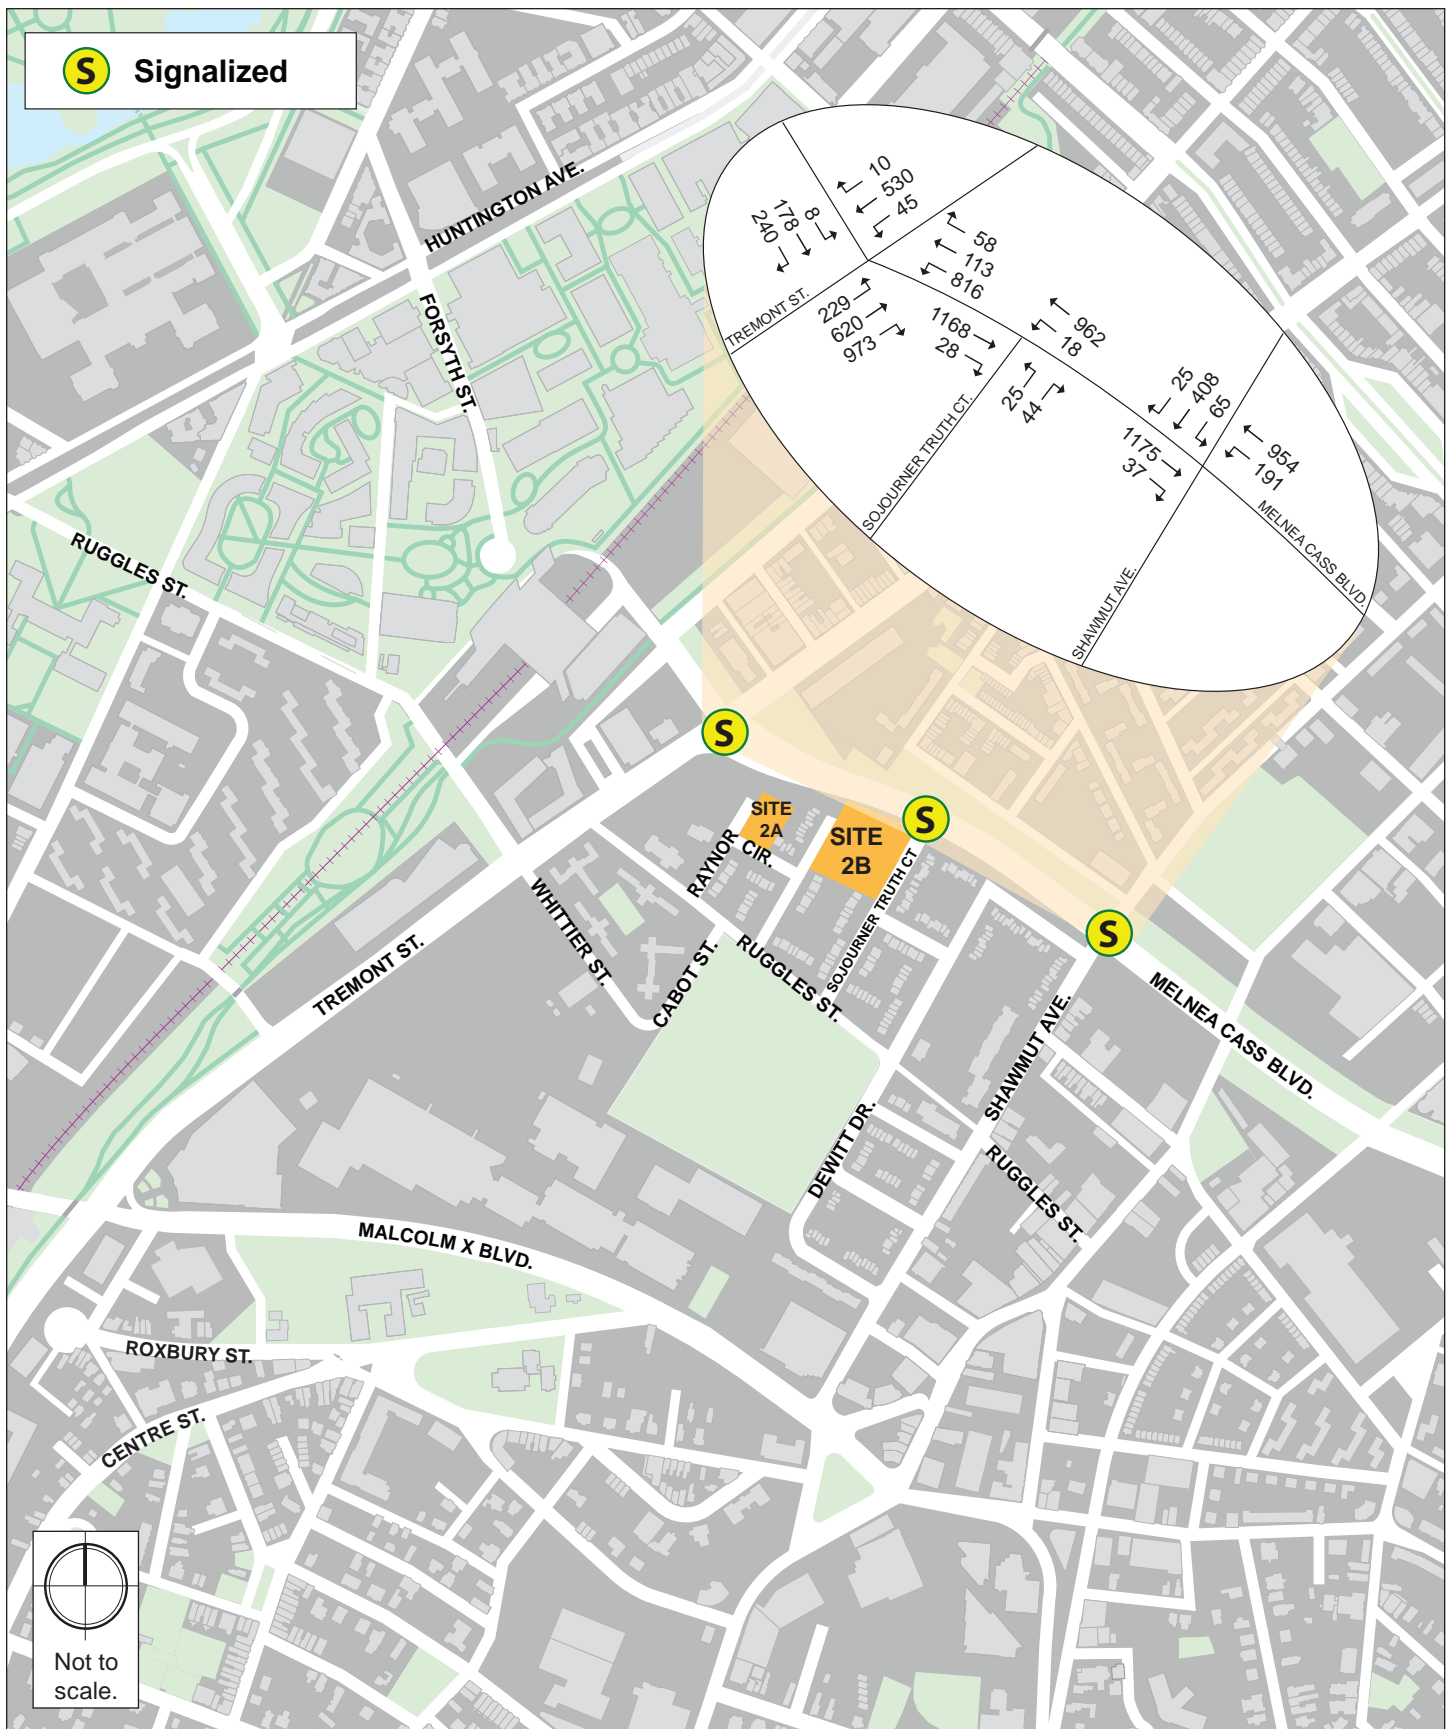 S Signalized
HUNTINGTON AVE.
FORSYTH ST.
RUGGLES ST.
10
530
45
8
178
240
58
113
816
TREMONT ST.
229
620
973
1168
28
962
18
SOJOURNER TRUTH CT.
25
44
25
408
65
1175
37
954
191
MELNEA CASS BLVD.
SHAWMUT AVE.
S
S
S
SITE
2A
SITE
2B
RAYNOR
CIR.
SOJOURNER TRUTH CT
WHITTIER ST.
CABOT ST.
RUGGLES ST.
TREMONT ST.
MELNEA CASS BLVD.
SHAWMUT AVE.
DEWITT DR.
RUGGLES ST.
MALCOLM X BLVD.
ROXBURY ST.
CENTRE ST.
Not to
scale.